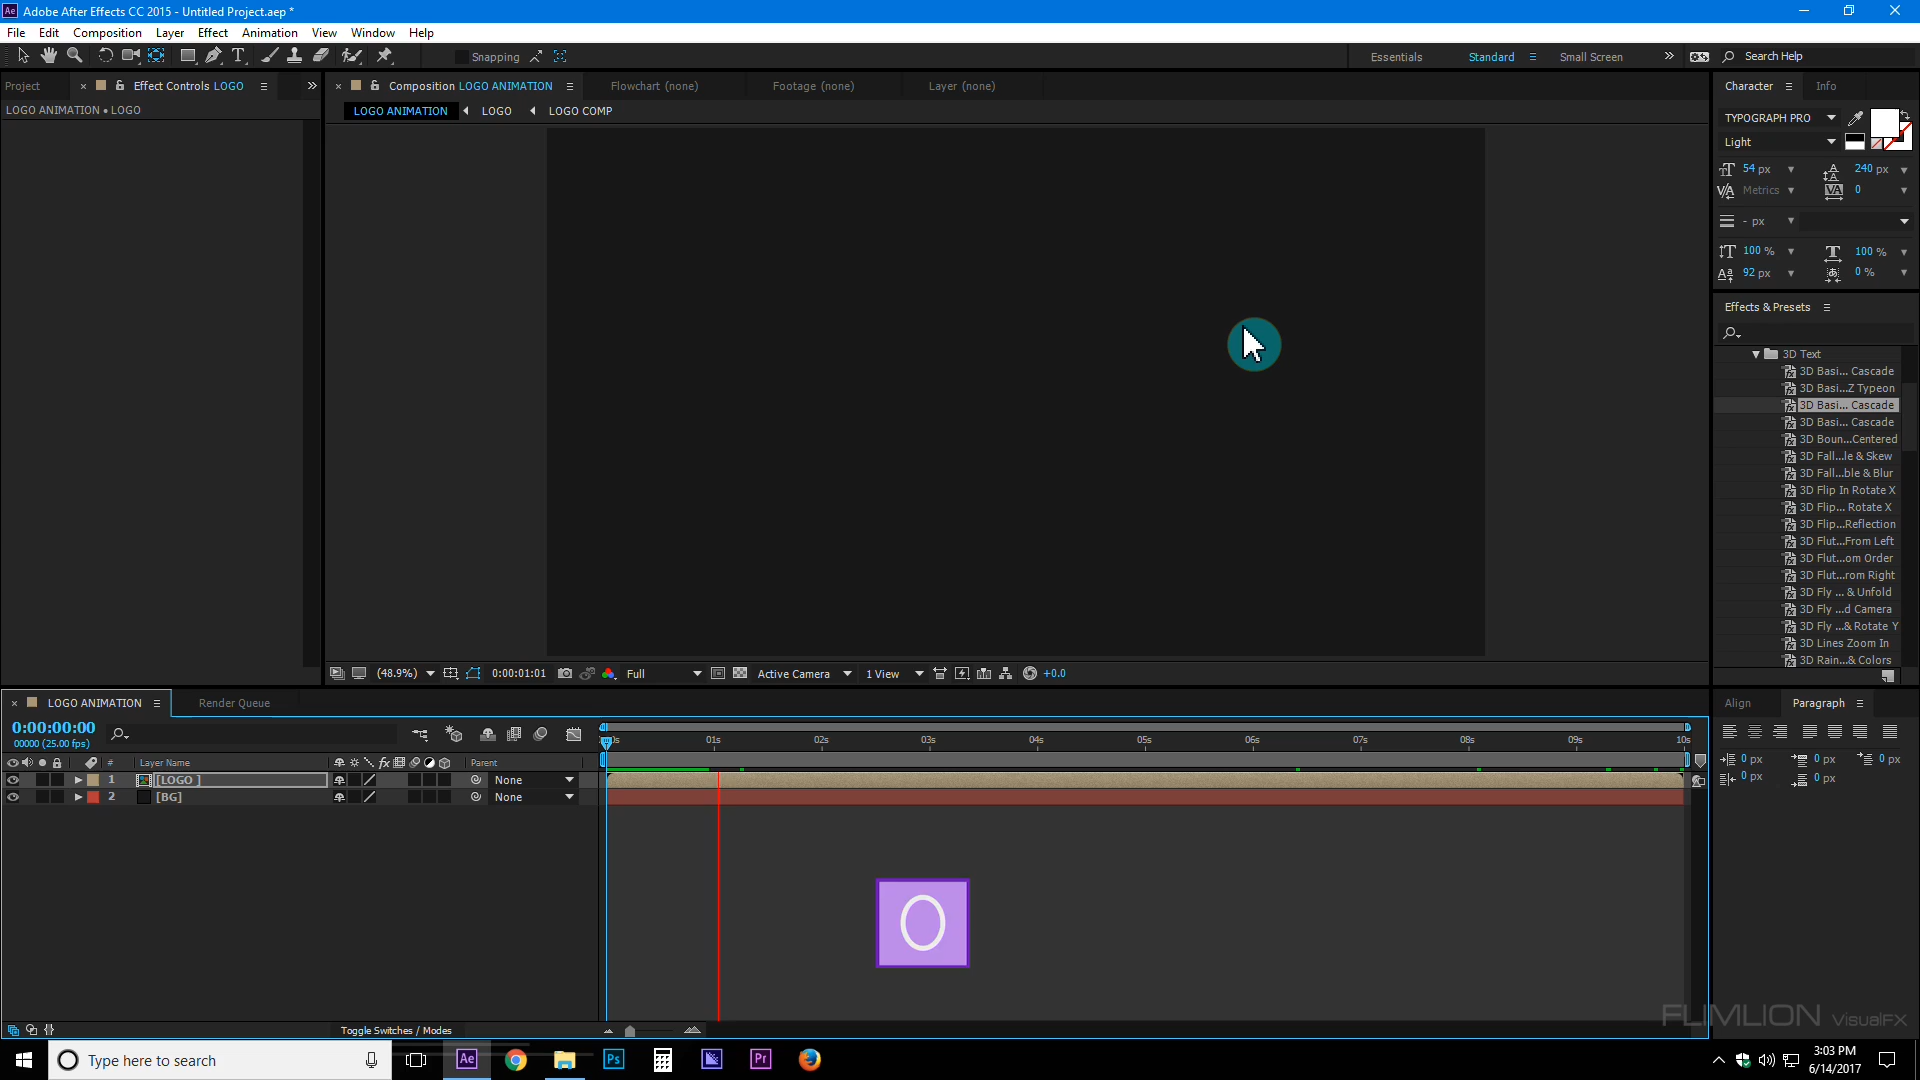 Ae Adobe After Effects CC 2015 - Untitled Project.aep *
File Edit Composition Layer Effect Animation View Window Help
Snapping
Essentials Standard Small Screen Search Help
Project
Effect Controls LOGO
Composition LOGO ANIMATION
Flowchart (none)
Footage (none)
Layer (none)
Character
Info
LOGO ANIMATION • LOGO
LOGO ANIMATION LOGO LOGO COMP
TYPOGRAPH PRO
Light
54 px 240 px
Metrics 0
- px
100 % 100 %
92 px 0 %
Effects & Presets
3D Text
3D Basi... Cascade
3D Basi...Z Typeon
3D Basi... Cascade
3D Basi... Cascade
3D Boun...Centered
3D Fall...le & Skew
3D Fall...ble & Blur
3D Flip In Rotate X
3D Flip... Rotate X
3D Flip...Reflection
3D Flut...From Left
3D Flut...om Order
3D Flut...rom Right
3D Fly ... & Unfold
3D Fly ...d Camera
3D Fly ...& Rotate Y
3D Lines Zoom In
3D Rain...& Colors
(48.9%) 0:00:01:01 Full Active Camera 1 View +0.0
LOGO ANIMATION
Render Queue
Align
Paragraph
0:00:00:00
00000 (25.00 fps)
01s 02s 03s 04s 05s 06s 07s 08s 09s 10s
# Layer Name fx Parent
1 [LOGO ] None
2 [BG] None
0 px 0 px 0 px
0 px 0 px
O
Toggle Switches / Modes
FLIMLION VisualFX
Type here to search
Ae
Ps
Pr
3:03 PM
6/14/2017